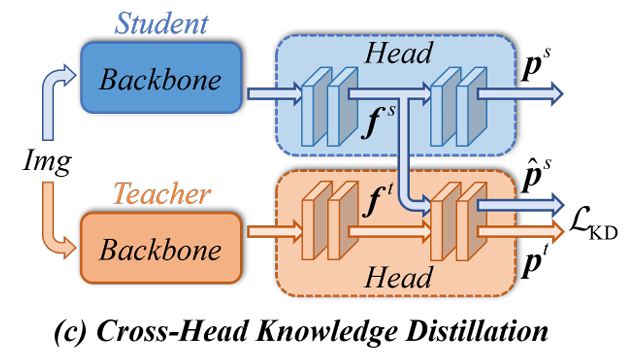 Student
Backbone
Head
p^s
f^s
Img
Teacher
Backbone
f^t
Head
p̂^s
L_KD
p^t
(c) Cross-Head Knowledge Distillation